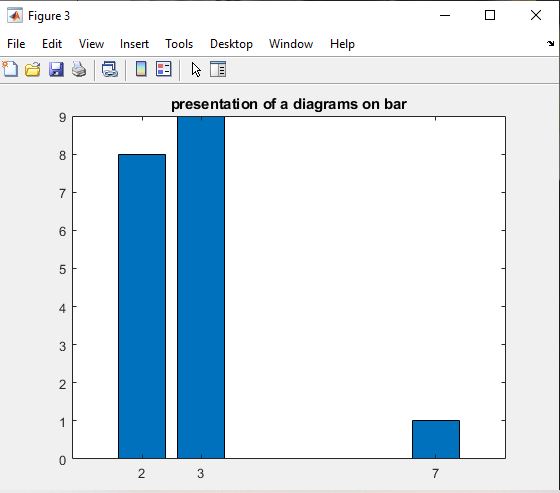 Figure 3
File Edit View Insert Tools Desktop Window Help
presentation of a diagrams on bar
9
8
7
6
5
4
3
2
1
0
2 3 7